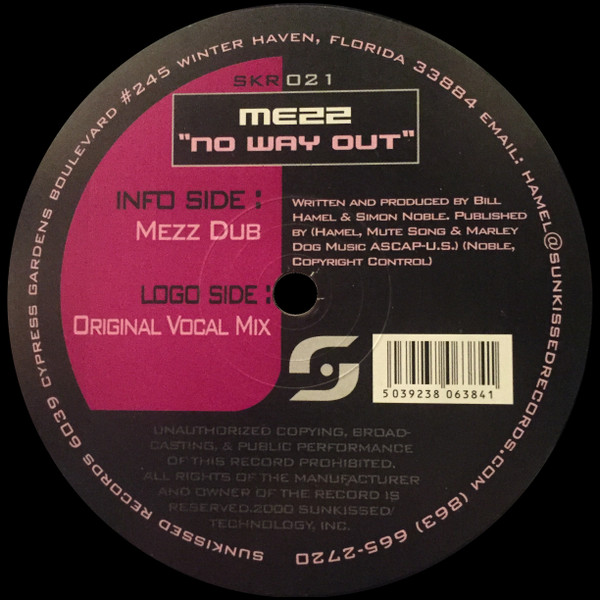 SUNKISSED RECORDS 6039 CYPRESS GARDENS BOULEVARD #245 WINTER HAVEN, FLORIDA 33884 EMAIL: HAMEL@SUNKISSEDRECORDS.COM (863) 665-2720
SKR021
MEZZ
"NO WAY OUT"
INFO SIDE:
MEZZ DUB
LOGO SIDE:
ORIGINAL VOCAL MIX
WRITTEN AND PRODUCED BY BILL
HAMEL & SIMON NOBLE. PUBLISHED
BY (HAMEL, MUTE SONG & MARLEY
DOG MUSIC ASCAP-U.S.) (NOBLE,
COPYRIGHT CONTROL)
5 039238 063841
UNAUTHORIZED COPYING, BROAD-
CASTING, & PUBLIC PERFORMANCE
OF THIS RECORD PROHIBITED.
ALL RIGHTS OF THE MANUFACTURER
AND OWNER OF THE RECORD IS
RESERVED.2000 SUNKISSED/
TECHNOLOGY, INC.